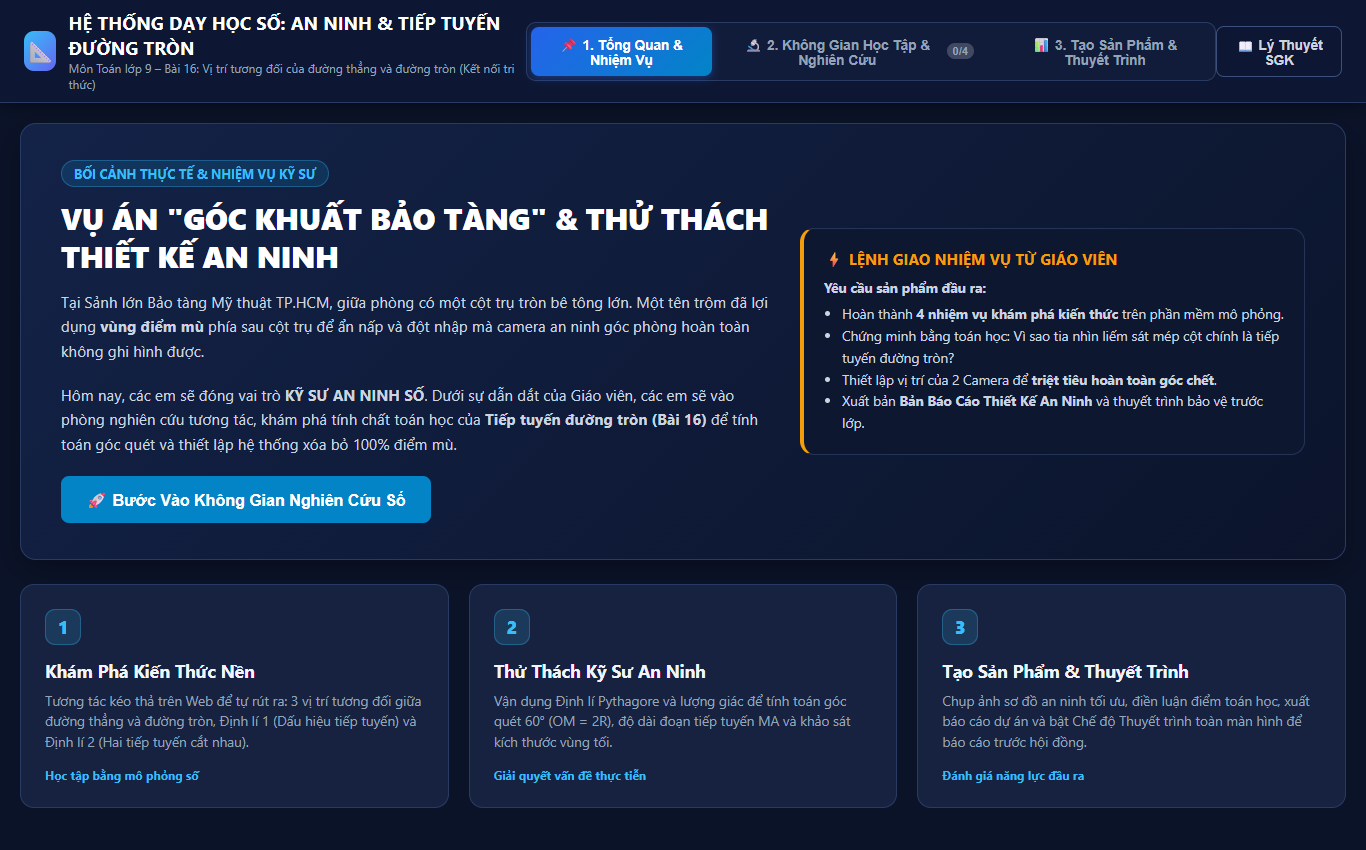 HỆ THỐNG DẠY HỌC SỐ: AN NINH & TIẾP TUYẾN
ĐƯỜNG TRÒN
Môn Toán lớp 9 – Bài 16: Vị trí tương đối của đường thẳng và đường tròn (Kết nối tri
thức)
📌 1. Tổng Quan &
Nhiệm Vụ
🔬 2. Không Gian Học Tập &
Nghiên Cứu
0/4
📊 3. Tạo Sản Phẩm &
Thuyết Trình
📖 Lý Thuyết
SGK
BỐI CẢNH THỰC TẾ & NHIỆM VỤ KỸ SƯ
VỤ ÁN "GÓC KHUẤT BẢO TÀNG" & THỬ THÁCH
THIẾT KẾ AN NINH
Tại Sảnh lớn Bảo tàng Mỹ thuật TP.HCM, giữa phòng có một cột trụ tròn bê tông lớn. Một tên trộm đã lợi
dụng vùng điểm mù phía sau cột trụ để ẩn nấp và đột nhập mà camera an ninh góc phòng hoàn toàn
không ghi hình được.
Hôm nay, các em sẽ đóng vai trò KỸ SƯ AN NINH SỐ. Dưới sự dẫn dắt của Giáo viên, các em sẽ vào
phòng nghiên cứu tương tác, khám phá tính chất toán học của Tiếp tuyến đường tròn (Bài 16) để tính
toán góc quét và thiết lập hệ thống xóa bỏ 100% điểm mù.
🚀 Bước Vào Không Gian Nghiên Cứu Số
⚡ LỆNH GIAO NHIỆM VỤ TỪ GIÁO VIÊN
Yêu cầu sản phẩm đầu ra:
• Hoàn thành 4 nhiệm vụ khám phá kiến thức trên phần mềm mô phỏng.
• Chứng minh bằng toán học: Vì sao tia nhìn liếm sát mép cột chính là tiếp
tuyến đường tròn?
• Thiết lập vị trí của 2 Camera để triệt tiêu hoàn toàn góc chết.
• Xuất bản Bản Báo Cáo Thiết Kế An Ninh và thuyết trình bảo vệ trước
lớp.
1
Khám Phá Kiến Thức Nền
Tương tác kéo thả trên Web để tự rút ra: 3 vị trí tương đối giữa
đường thẳng và đường tròn, Định lí 1 (Dấu hiệu tiếp tuyến) và
Định lí 2 (Hai tiếp tuyến cắt nhau).
Học tập bằng mô phỏng số
2
Thử Thách Kỹ Sư An Ninh
Vận dụng Định lí Pythagore và lượng giác để tính toán góc
quét 60° (OM = 2R), độ dài đoạn tiếp tuyến MA và khảo sát
kích thước vùng tối.
Giải quyết vấn đề thực tiễn
3
Tạo Sản Phẩm & Thuyết Trình
Chụp ảnh sơ đồ an ninh tối ưu, điền luận điểm toán học, xuất
báo cáo dự án và bật Chế độ Thuyết trình toàn màn hình để
báo cáo trước hội đồng.
Đánh giá năng lực đầu ra